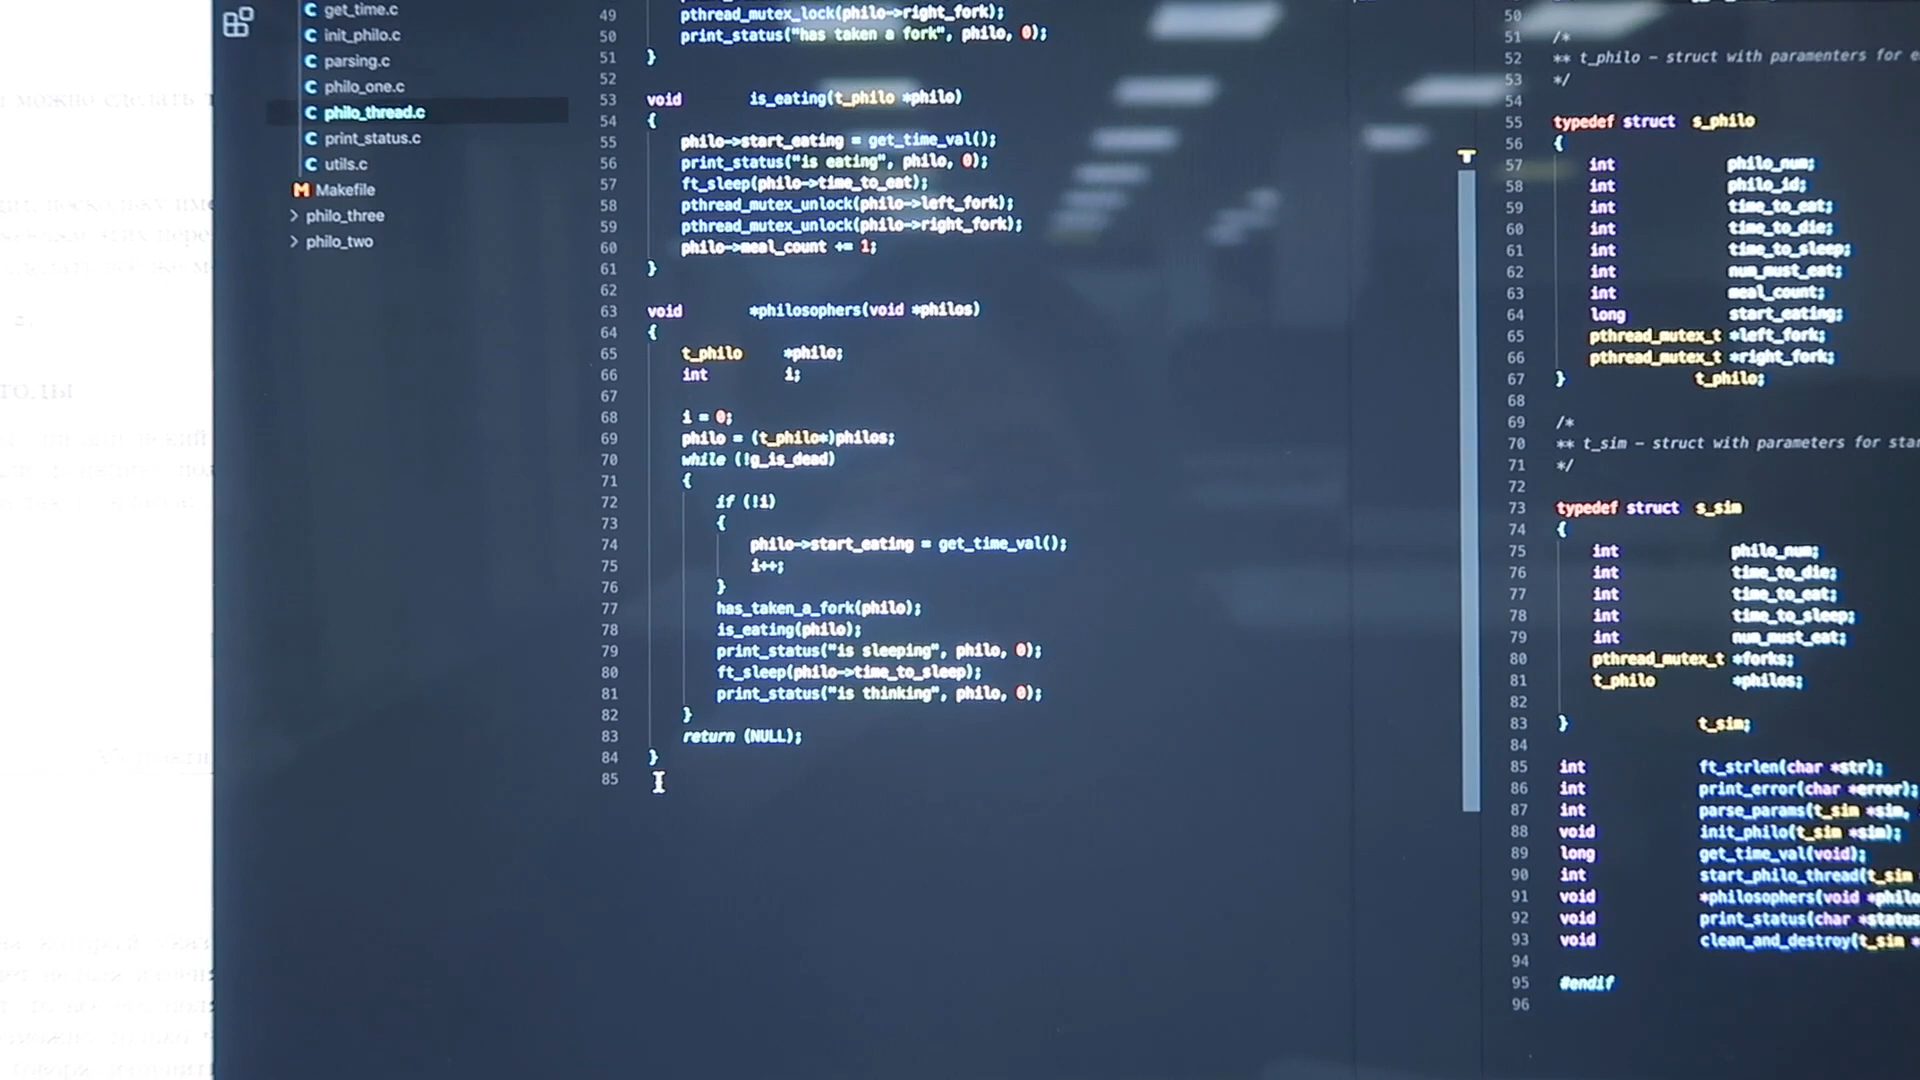 можно сделать
get_time.c
init_philo.c
parsing.c
philo_one.c
philo_thread.c
print_status.c
utils.c
Makefile
philo_three
philo_two
49 pthread_mutex_lock(philo->right_fork);
50 print_status("has taken a fork", philo, 0);
51 }
52
53 void is_eating(t_philo *philo)
54 {
55 philo->start_eating = get_time_val();
56 print_status("is eating", philo, 0);
57 ft_sleep(philo->time_to_eat);
58 pthread_mutex_unlock(philo->left_fork);
59 pthread_mutex_unlock(philo->right_fork);
60 philo->meal_count += 1;
61 }
62
63 void *philosophers(void *philos)
64 {
65 t_philo *philo;
66 int i;
67
68 i = 0;
69 philo = (t_philo*)philos;
70 while (!g_is_dead)
71 {
72 if (!i)
73 {
74 philo->start_eating = get_time_val();
75 i++;
76 }
77 has_taken_a_fork(philo);
78 is_eating(philo);
79 print_status("is sleeping", philo, 0);
80 ft_sleep(philo->time_to_sleep);
81 print_status("is thinking", philo, 0);
82 }
83 return (NULL);
84 }
85
50
51 /*
52 ** t_philo – struct with paramenters for
53 */
54
55 typedef struct s_philo
56 {
57 int philo_num;
58 int philo_id;
59 int time_to_eat;
60 int time_to_die;
61 int time_to_sleep;
62 int num_must_eat;
63 int meal_count;
64 long start_eating;
65 pthread_mutex_t *left_fork;
66 pthread_mutex_t *right_fork;
67 } t_philo;
68
69 /*
70 ** t_sim – struct with parameters for star
71 */
72
73 typedef struct s_sim
74 {
75 int philo_num;
76 int time_to_die;
77 int time_to_eat;
78 int time_to_sleep;
79 int num_must_eat;
80 pthread_mutex_t *forks;
81 t_philo *philos;
82
83 } t_sim;
84
85 int ft_strlen(char *str);
86 int print_error(char *error);
87 int parse_params(t_sim *sim,
88 void init_philo(t_sim *sim);
89 long get_time_val(void);
90 int start_philo_thread(t_sim
91 void *philosophers(void *philo
92 void print_status(char *status
93 void clean_and_destroy(t_sim *
94
95 #endif
96